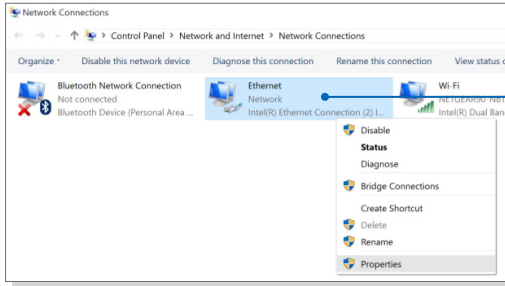 Network Connections
Control Panel > Network and Internet > Network Connections
Organize Disable this network device Diagnose this connection Rename this connection View status
Bluetooth Network Connection
Not connected
Bluetooth Device (Personal Area ...
Ethernet
Network
Intel(R) Ethernet Connection (2) I...
Wi-Fi
Intel(R) Dual Ban
Disable
Status
Diagnose
Bridge Connections
Create Shortcut
Delete
Rename
Properties